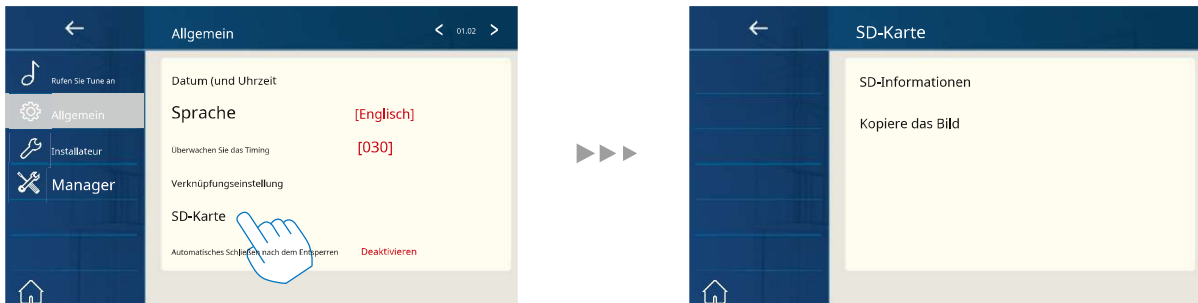 Allgemein
01.02
Rufen Sie Tune an
Allgemein
Installateur
Manager
Datum (und Uhrzeit
Sprache [Englisch]
Überwachen Sie das Timing [030]
Verknüpfungseinstellung
SD-Karte
Automatisches Schließen nach dem Entsperren Deaktivieren
SD-Karte
SD-Informationen
Kopiere das Bild